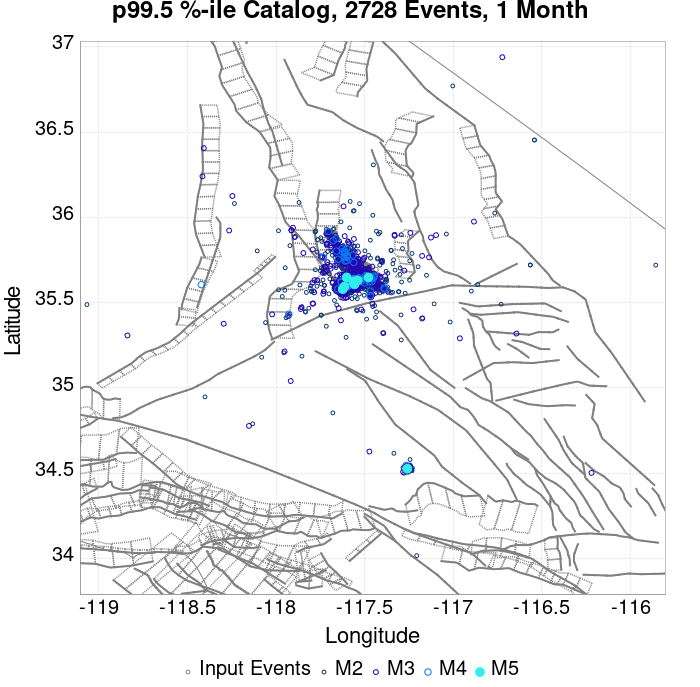 p99.5 %-ile Catalog, 2728 Events, 1 Month
37
36.5
36
35.5
35
34.5
34
Latitude
-119
-118.5
-118
-117.5
-117
-116.5
-116
Longitude
Input Events
M2
M3
M4
M5